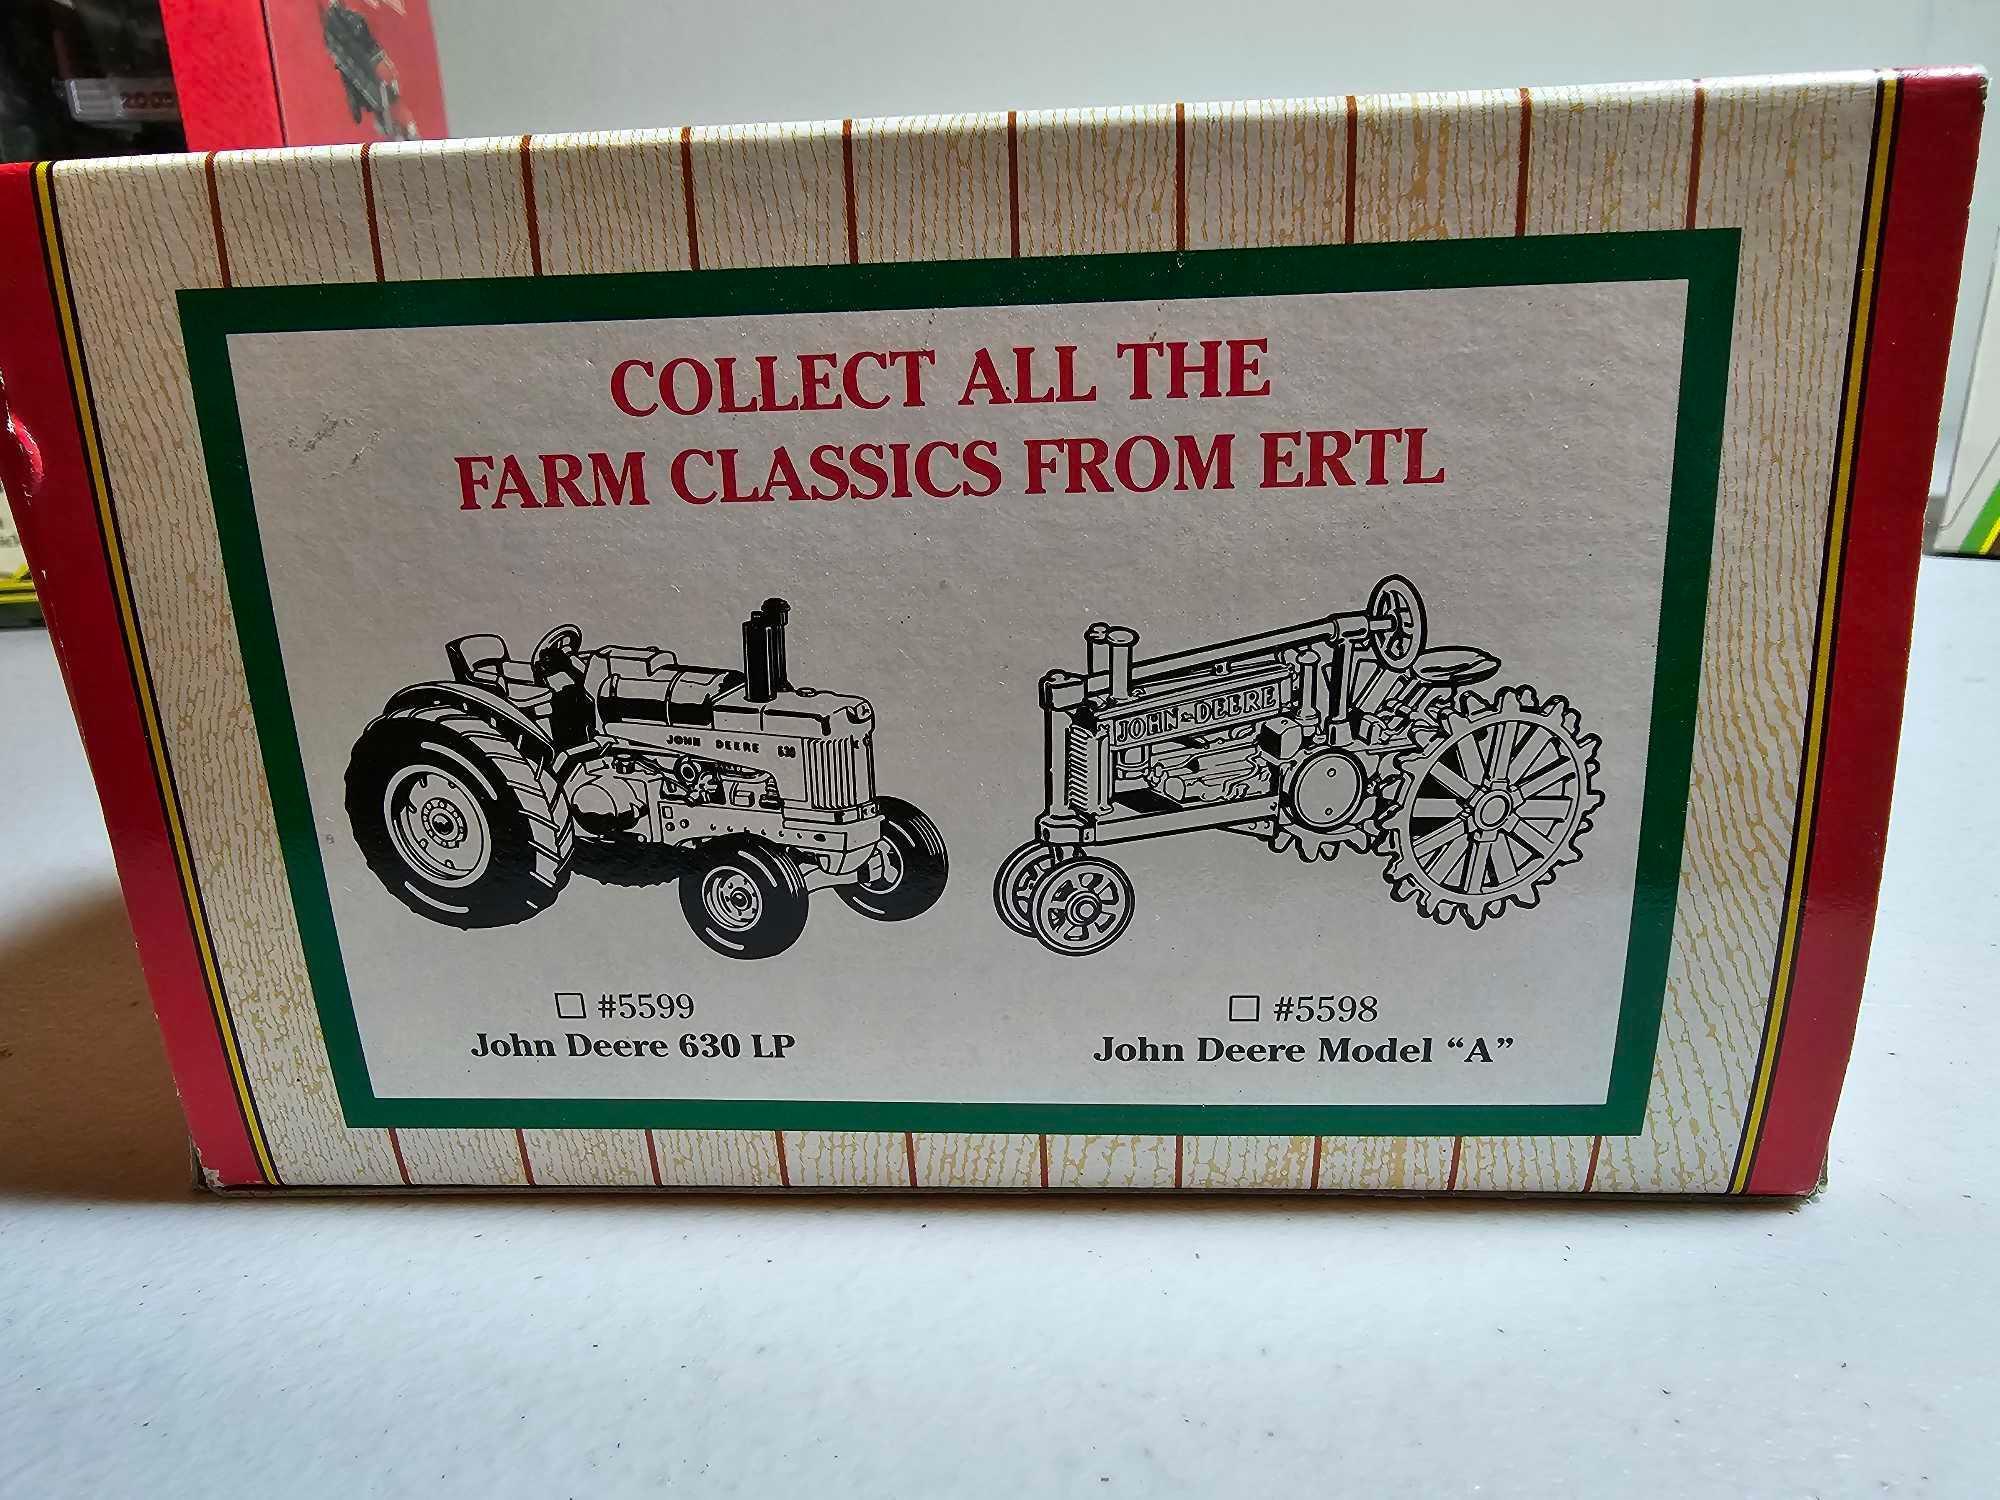 COLLECT ALL THE
FARM CLASSICS FROM ERTL
JOHN DEERE 630
JOHN DEERE
☐ #5599
John Deere 630 LP
☐ #5598
John Deere Model “A”